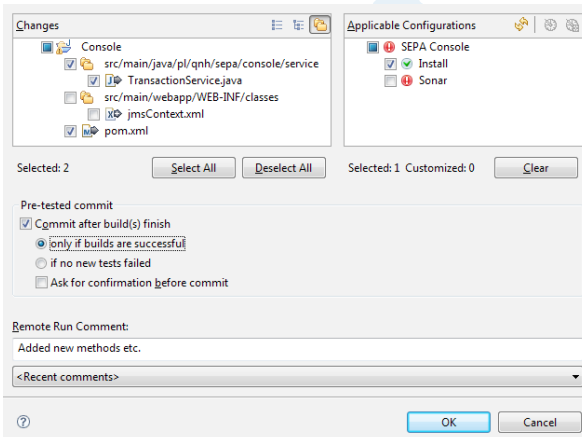 Changes
Console
src/main/java/pl/qnh/sepa/console/service
TransactionService.java
src/main/webapp/WEB-INF/classes
jmsContext.xml
pom.xml
Selected: 2
Select All
Deselect All
Applicable Configurations
SEPA Console
Install
Sonar
Selected: 1 Customized: 0
Clear
Pre-tested commit
Commit after build(s) finish
only if builds are successful
if no new tests failed
Ask for confirmation before commit
Remote Run Comment:
Added new methods etc.
<Recent comments>
OK
Cancel